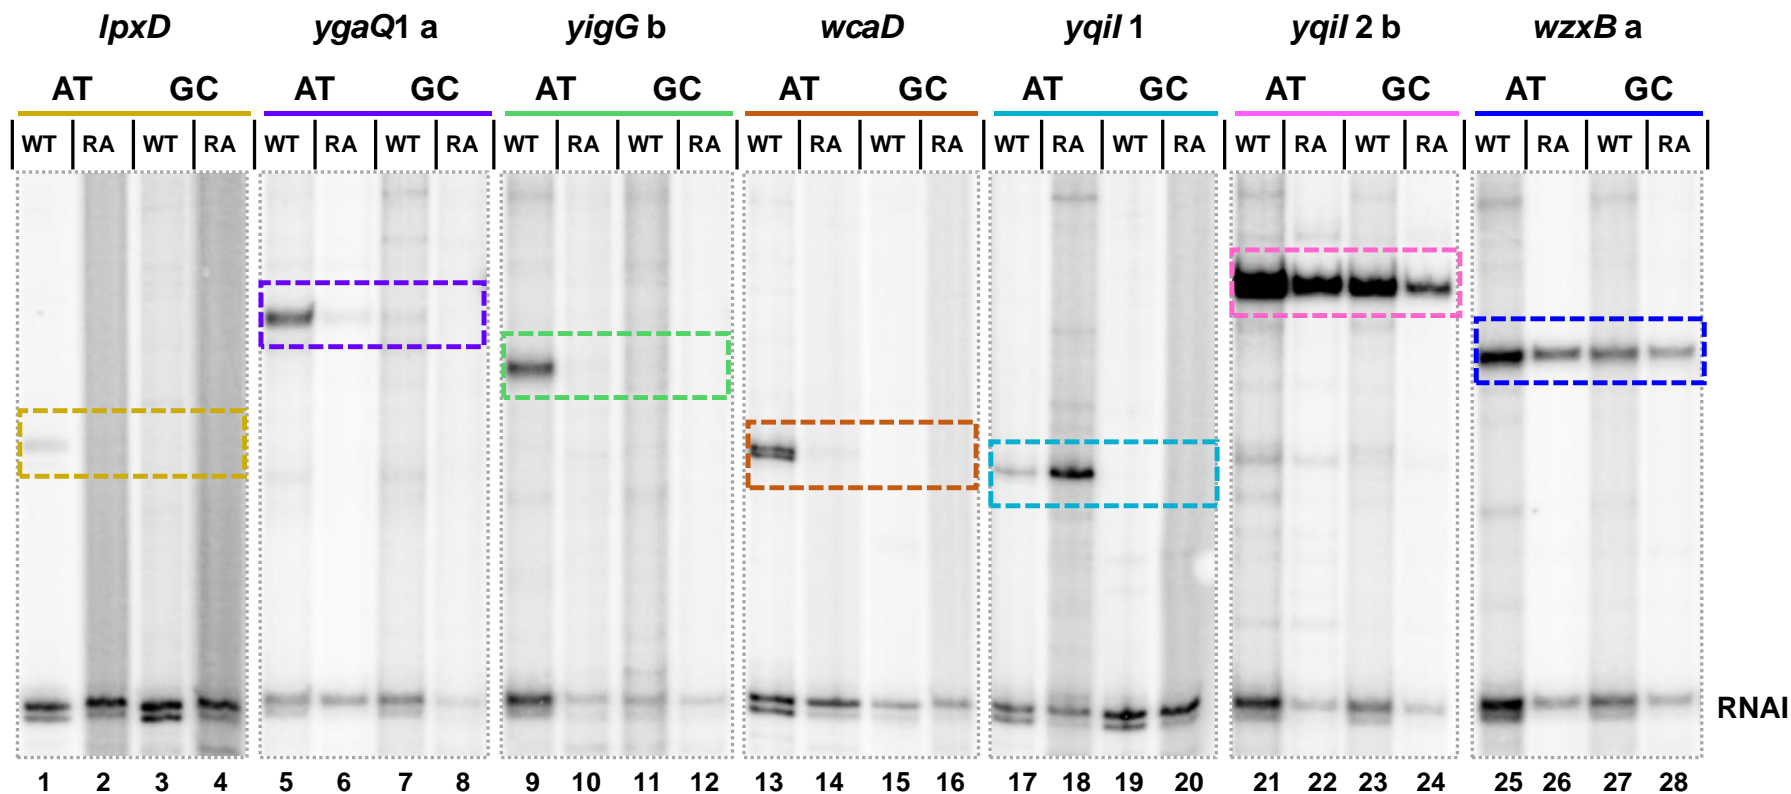 lpxD ygaQ1 a yigG b wcaD yqiI 1 yqiI 2 b wzxB a
AT GC AT GC AT GC AT GC AT GC AT GC AT GC
WT RA WT RA WT RA WT RA WT RA WT RA WT RA WT RA WT RA WT RA WT RA WT RA WT RA WT RA
RNAI
1 2 3 4 5 6 7 8 9 10 11 12 13 14 15 16 17 18 19 20 21 22 23 24 25 26 27 28